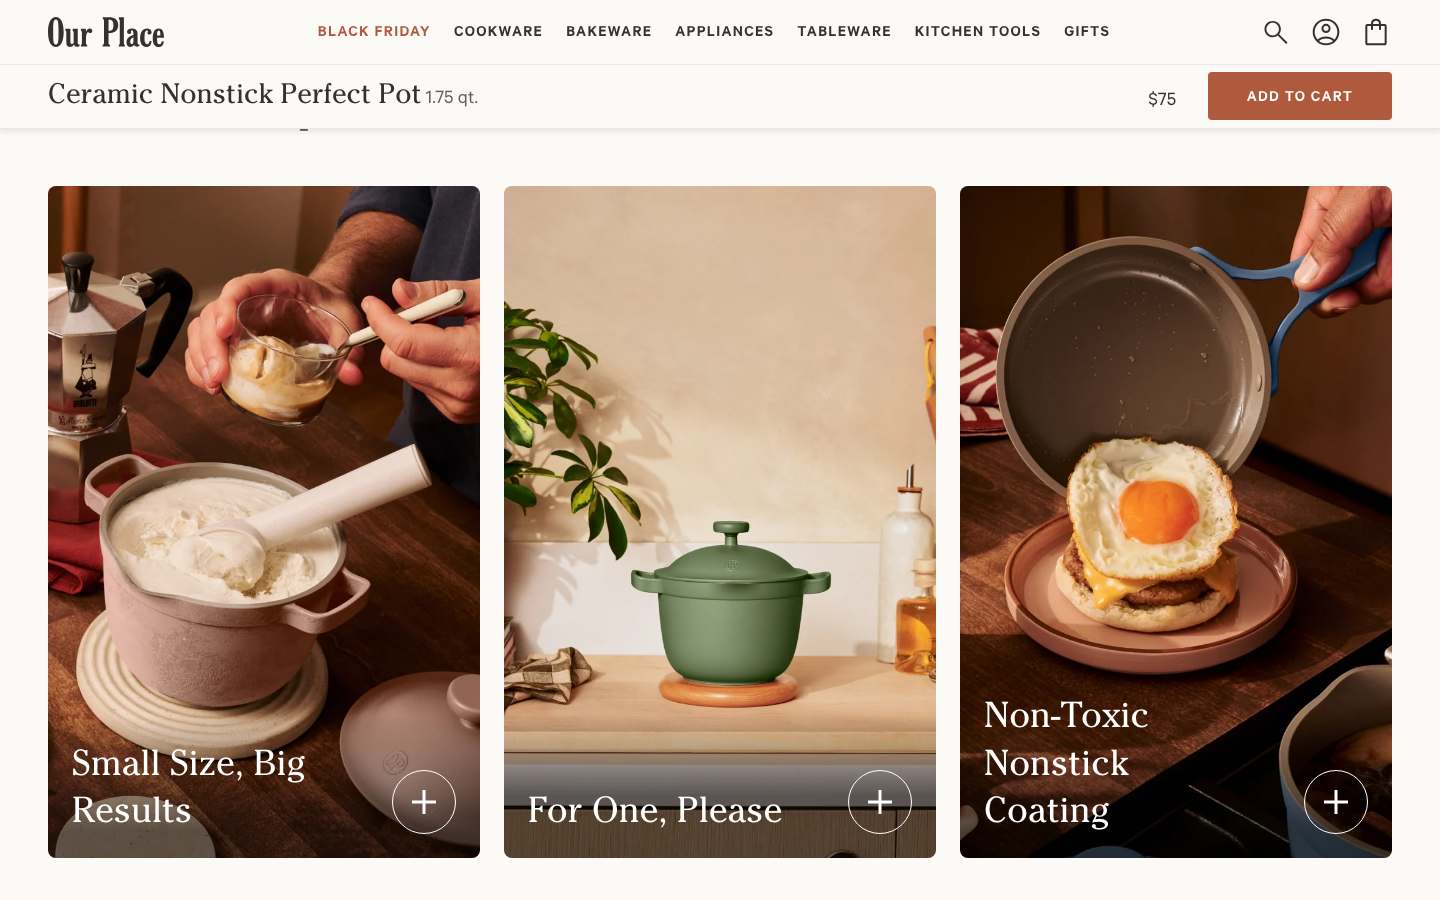 Our Place
BLACK FRIDAY
COOKWARE
BAKEWARE
APPLIANCES
TABLEWARE
KITCHEN TOOLS
GIFTS
Ceramic Nonstick Perfect Pot 1.75 qt.
$75
ADD TO CART
Small Size, Big
Results
For One, Please
Non-Toxic
Nonstick
Coating